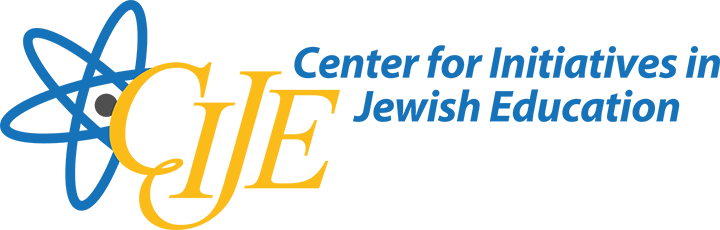 CIJE
Center for Initiatives in
Jewish Education